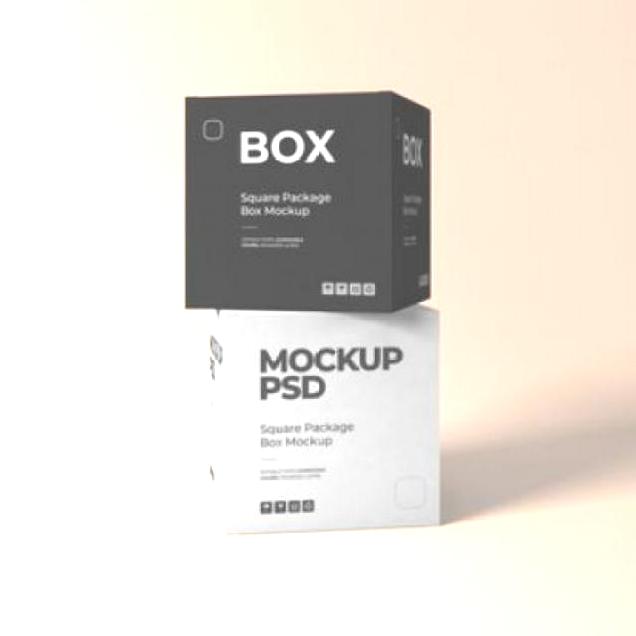 BOX
Square Package
Box Mockup
BOX
MOCKUP
PSD
Square Package
Box Mockup